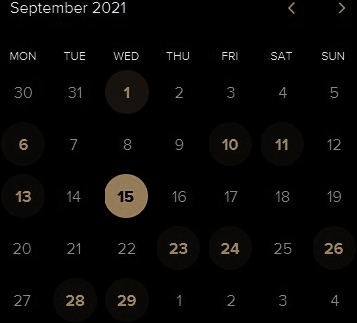 September 2021
MON TUE WED THU FRI SAT SUN
30 31 1 2 3 4 5
6 7 8 9 10 11 12
13 14 15 16 17 18 19
20 21 22 23 24 25 26
27 28 29 1 2 3 4